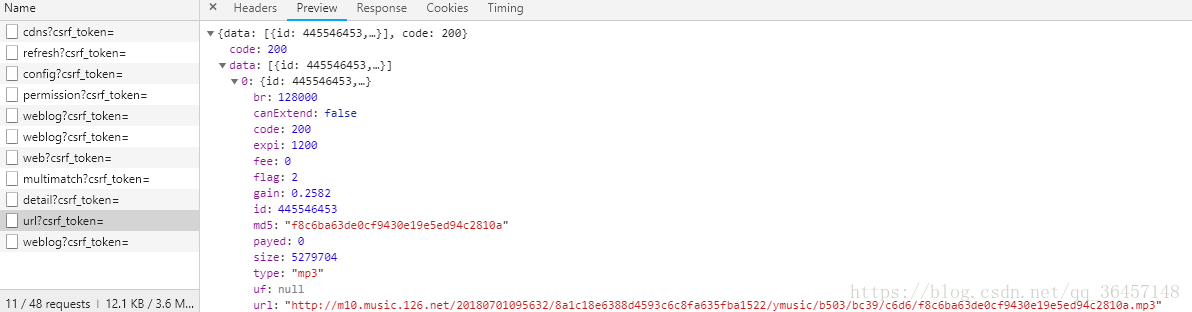 Name
× Headers Preview Response Cookies Timing
cdns?csrf_token=
refresh?csrf_token=
config?csrf_token=
permission?csrf_token=
weblog?csrf_token=
weblog?csrf_token=
web?csrf_token=
multimatch?csrf_token=
detail?csrf_token=
url?csrf_token=
weblog?csrf_token=
11 / 48 requests | 12.1 KB / 3.6 M...
▼{data: [{id: 445546453,…}], code: 200}
code: 200
▼data: [{id: 445546453,…}]
▼0: {id: 445546453,…}
br: 128000
canExtend: false
code: 200
expi: 1200
fee: 0
flag: 2
gain: 0.2582
id: 445546453
md5: "f8c6ba63de0cf9430e19e5ed94c2810a"
payed: 0
size: 5279704
type: "mp3"
uf: null
url: "http://m10.music.126.net/20180701095632/8a1c18e6388d4593c6c8fa635fba1522/ymusic/b503/bc39/c6d6/f8c6ba63de0cf9430e19e5ed94c2810a.mp3"
https://blog.csdn.net/qq_36457148